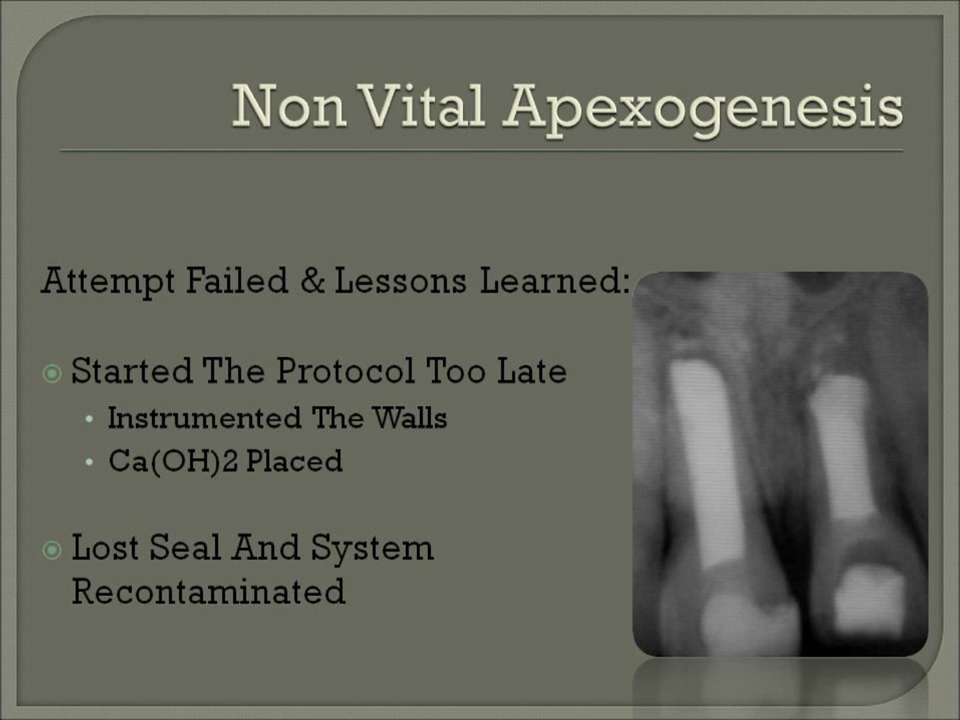 Non Vital Apexogenesis
Attempt Failed & Lessons Learned:
Started The Protocol Too Late
Instrumented The Walls
Ca(OH)2 Placed
Lost Seal And System
Recontaminated